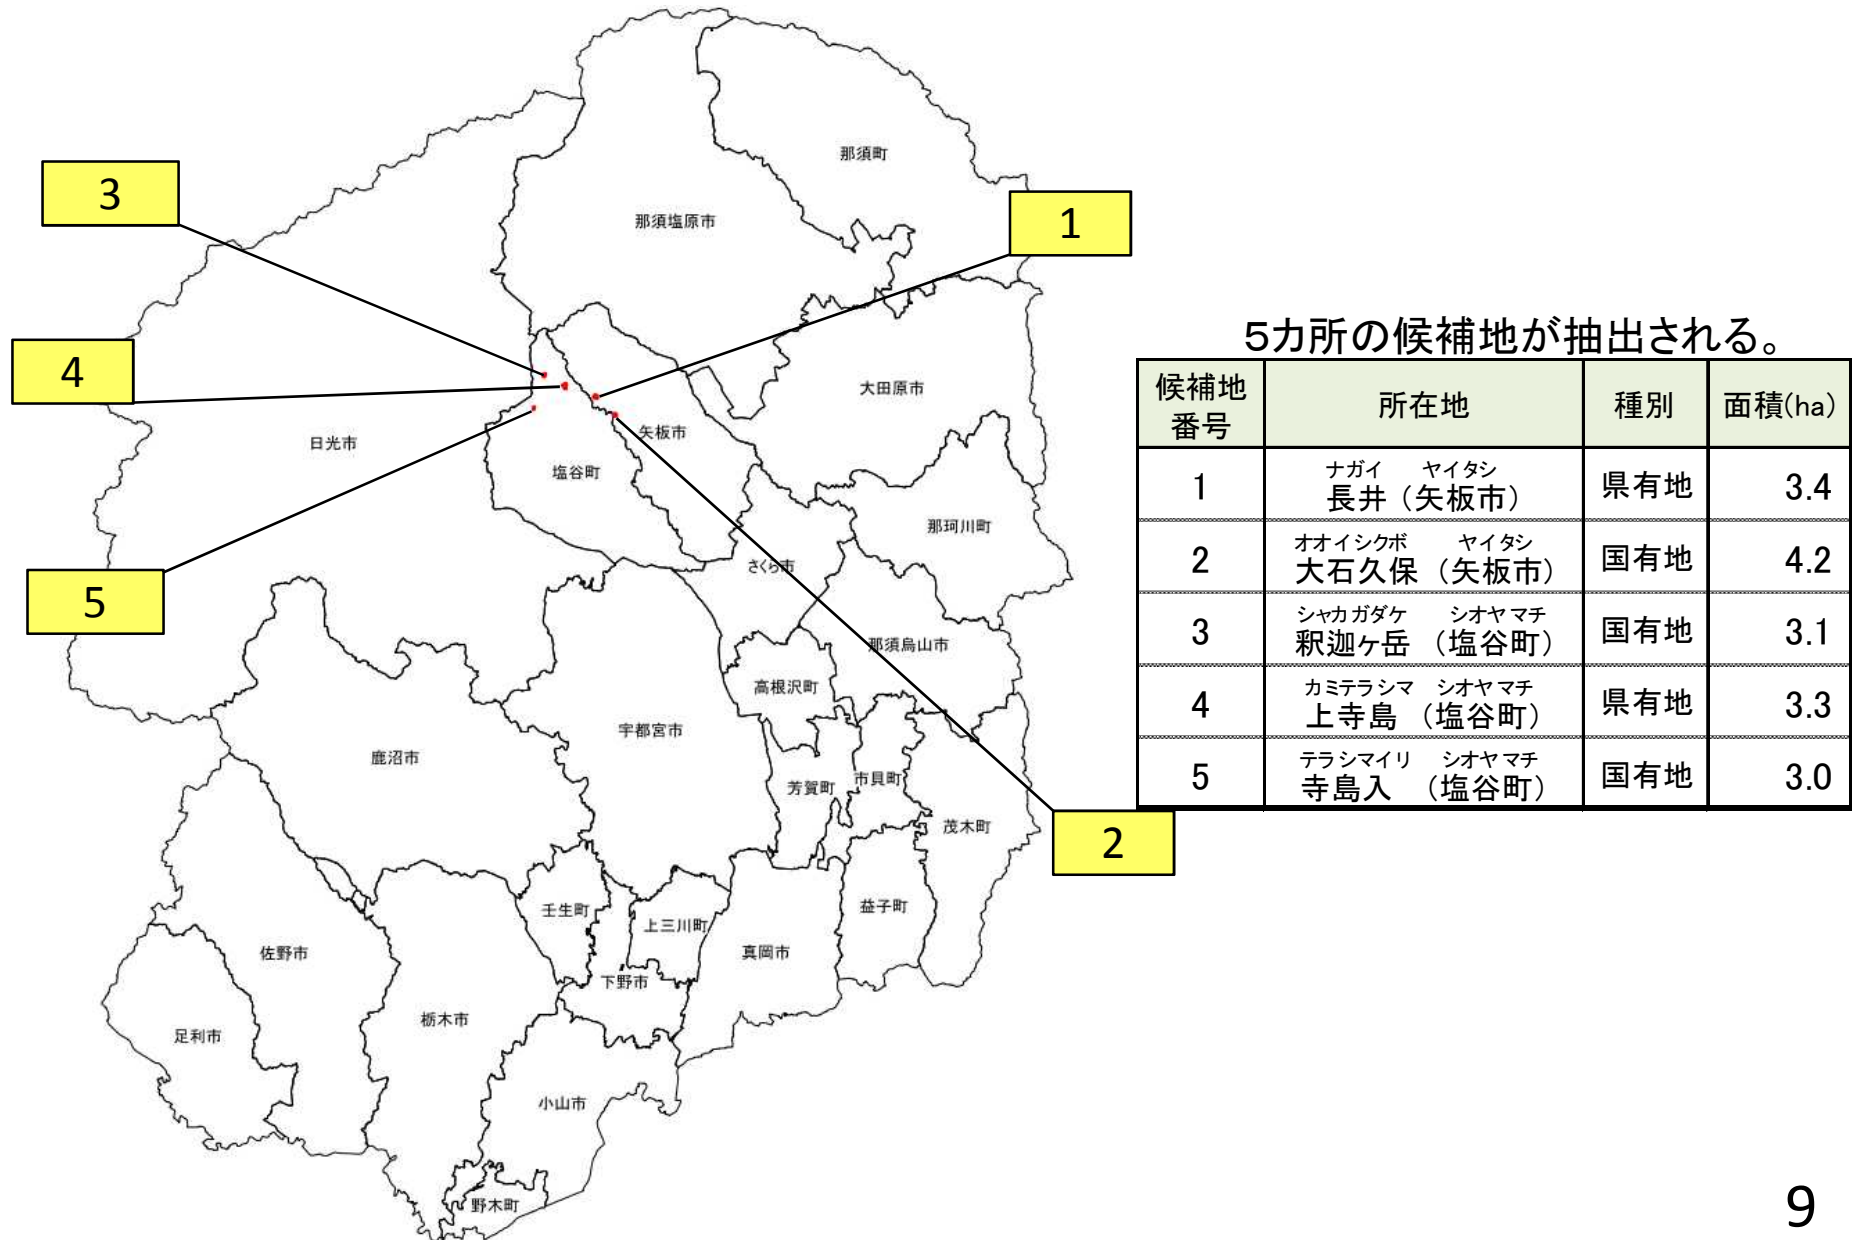 那須町
3
1
那須塩原市
4
大田原市
日光市
矢板市
塩谷町
那珂川町
さくら市
5
那須烏山市
高根沢町
宇都宮市
鹿沼市
芳賀町
市貝町
茂木町
2
壬生町
上三川町
益子町
佐野市
真岡市
下野市
栃木市
足利市
小山市
野木町
5カ所の候補地が抽出される。
候補地
番号
所在地
種別
面積(ha)
1
ナガイ ヤイタシ
長井（矢板市）
県有地
3.4
2
オオイシクボ ヤイタシ
大石久保（矢板市）
国有地
4.2
3
シャカガダケ シオヤマチ
釈迦ヶ岳（塩谷町）
国有地
3.1
4
カミテラシマ シオヤマチ
上寺島（塩谷町）
県有地
3.3
5
テラシマイリ シオヤマチ
寺島入（塩谷町）
国有地
3.0
9